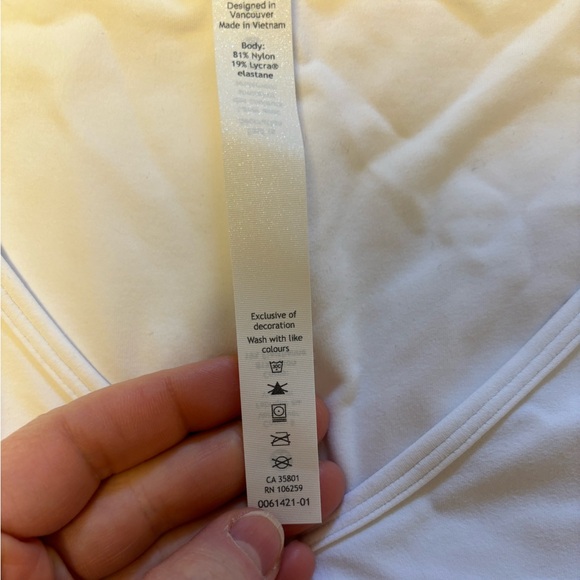 Designed in
Vancouver
Made in Vietnam
Body:
81% Nylon
19% Lycra®
elastane
Exclusive of
decoration
Wash with like
colours
CA 35801
RN 106259
0061421-01